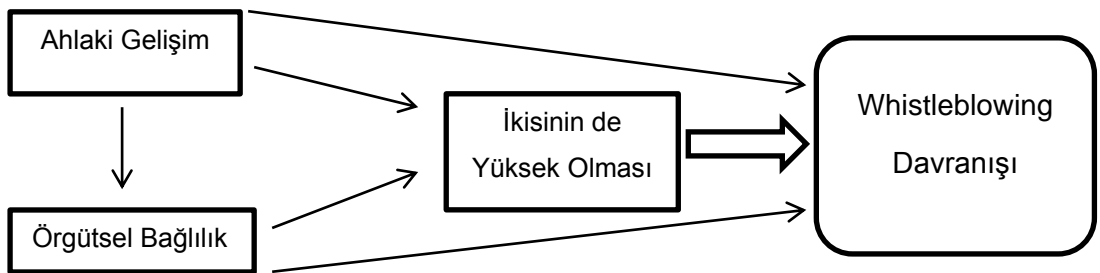 Ahlaki Gelişim
İkisinin de
Yüksek Olması
Whistleblowing
Davranışı
Örgütsel Bağlılık